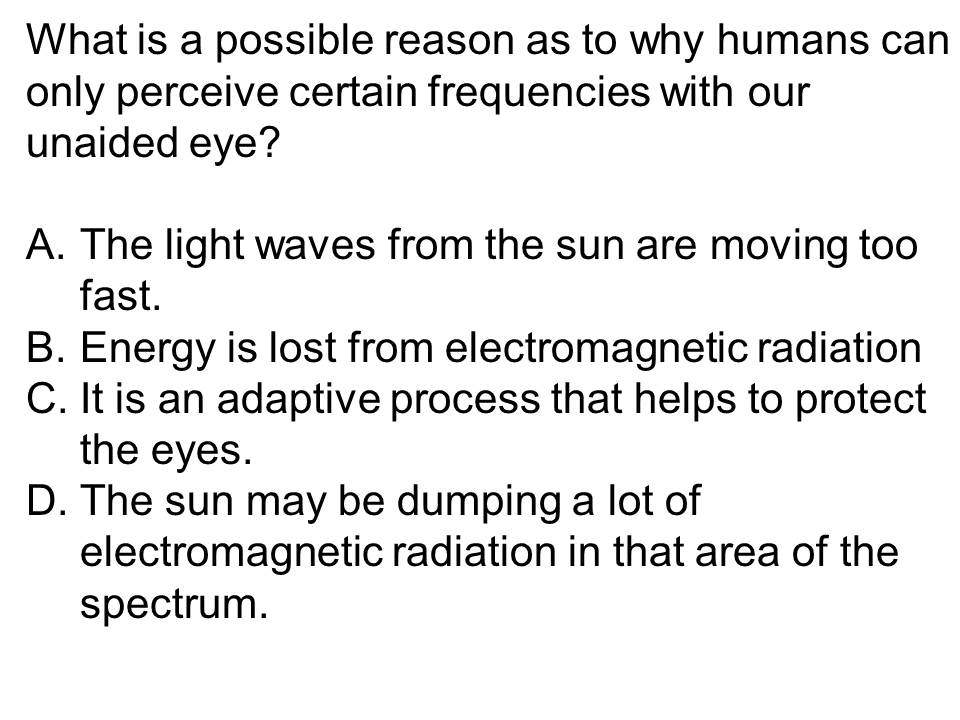 What is a possible reason as to why humans can
only perceive certain frequencies with our
unaided eye?
A. The light waves from the sun are moving too
fast.
B. Energy is lost from electromagnetic radiation
C. It is an adaptive process that helps to protect
the eyes.
D. The sun may be dumping a lot of
electromagnetic radiation in that area of the
spectrum.